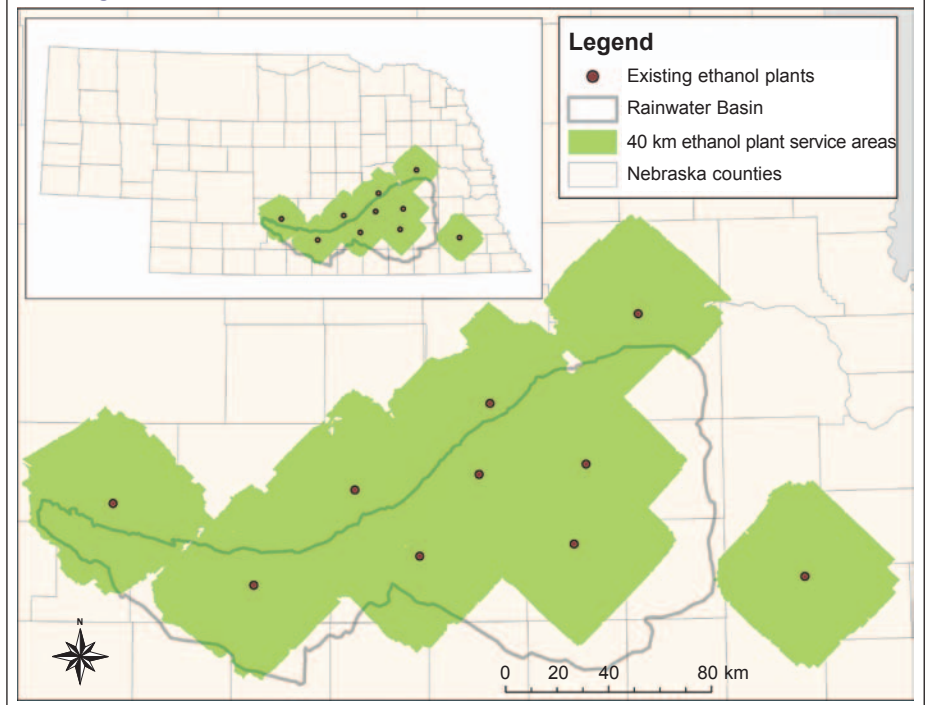 Legend
Existing ethanol plants
Rainwater Basin
40 km ethanol plant service areas
Nebraska counties
N
0 20 40 80 km